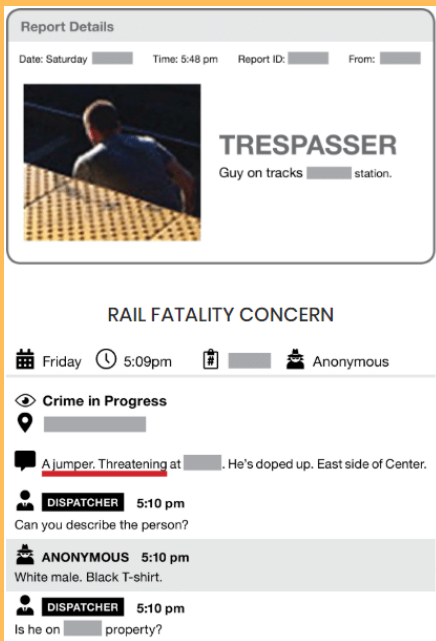 Report Details
Date: Saturday Time: 5:48 pm Report ID: From:
TRESPASSER
Guy on tracks station.
RAIL FATALITY CONCERN
Friday 5:09pm # Anonymous
Crime in Progress
A jumper. Threatening at . He's doped up. East side of Center.
DISPATCHER 5:10 pm
Can you describe the person?
ANONYMOUS 5:10 pm
White male. Black T-shirt.
DISPATCHER 5:10 pm
Is he on property?